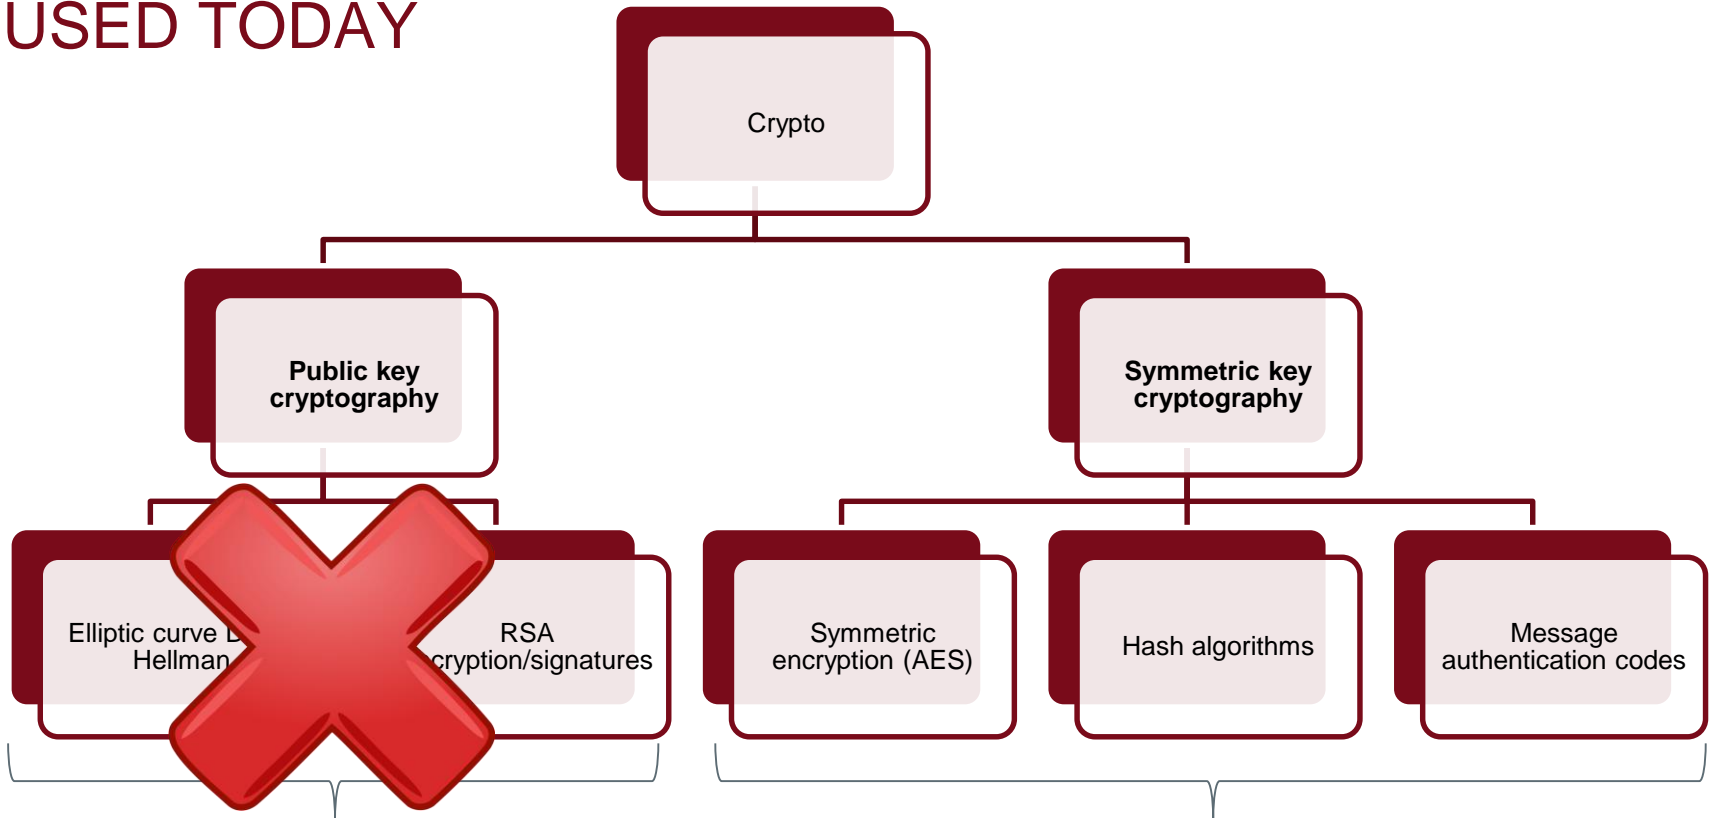 USED TODAY
Crypto
Public key
cryptography
Symmetric key
cryptography
Elliptic curve
Hellman
RSA
cryption/signatures
Symmetric
encryption (AES)
Hash algorithms
Message
authentication codes